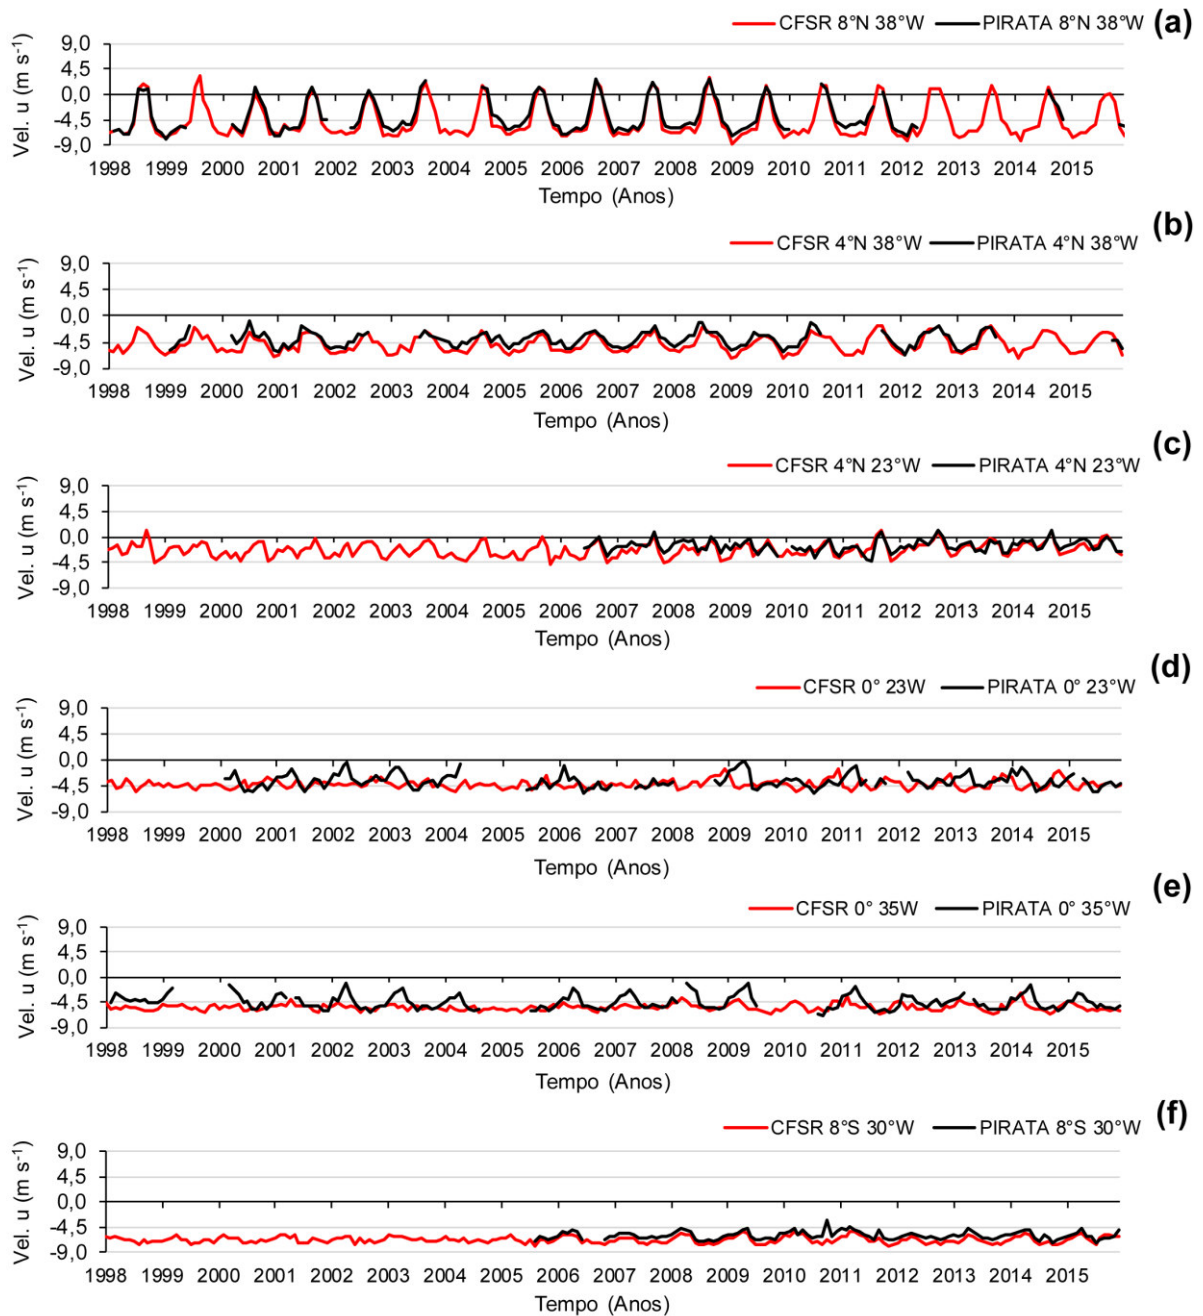 CFSR 8°N 38°W PIRATA 8°N 38°W (a)
Vel. u (m s-1)
9,0
4,5
0,0
-4,5
-9,0
1998 1999 2000 2001 2002 2003 2004 2005 2006 2007 2008 2009 2010 2011 2012 2013 2014 2015
Tempo (Anos)
(b)
CFSR 4°N 38°W PIRATA 4°N 38°W
Vel. u (m s-1)
9,0
4,5
0,0
-4,5
-9,0
1998 1999 2000 2001 2002 2003 2004 2005 2006 2007 2008 2009 2010 2011 2012 2013 2014 2015
Tempo (Anos)
(c)
CFSR 4°N 23°W PIRATA 4°N 23°W
Vel. u (m s-1)
9,0
4,5
0,0
-4,5
-9,0
1998 1999 2000 2001 2002 2003 2004 2005 2006 2007 2008 2009 2010 2011 2012 2013 2014 2015
Tempo (Anos)
(d)
CFSR 0° 23W PIRATA 0° 23°W
Vel. u (m s-1)
9,0
4,5
0,0
-4,5
-9,0
1998 1999 2000 2001 2002 2003 2004 2005 2006 2007 2008 2009 2010 2011 2012 2013 2014 2015
Tempo (Anos)
(e)
CFSR 0° 35W PIRATA 0° 35°W
Vel. u (m s-1)
9,0
4,5
0,0
-4,5
-9,0
1998 1999 2000 2001 2002 2003 2004 2005 2006 2007 2008 2009 2010 2011 2012 2013 2014 2015
Tempo (Anos)
(f)
CFSR 8°S 30°W PIRATA 8°S 30°W
Vel. u (m s-1)
9,0
4,5
0,0
-4,5
-9,0
1998 1999 2000 2001 2002 2003 2004 2005 2006 2007 2008 2009 2010 2011 2012 2013 2014 2015
Tempo (Anos)